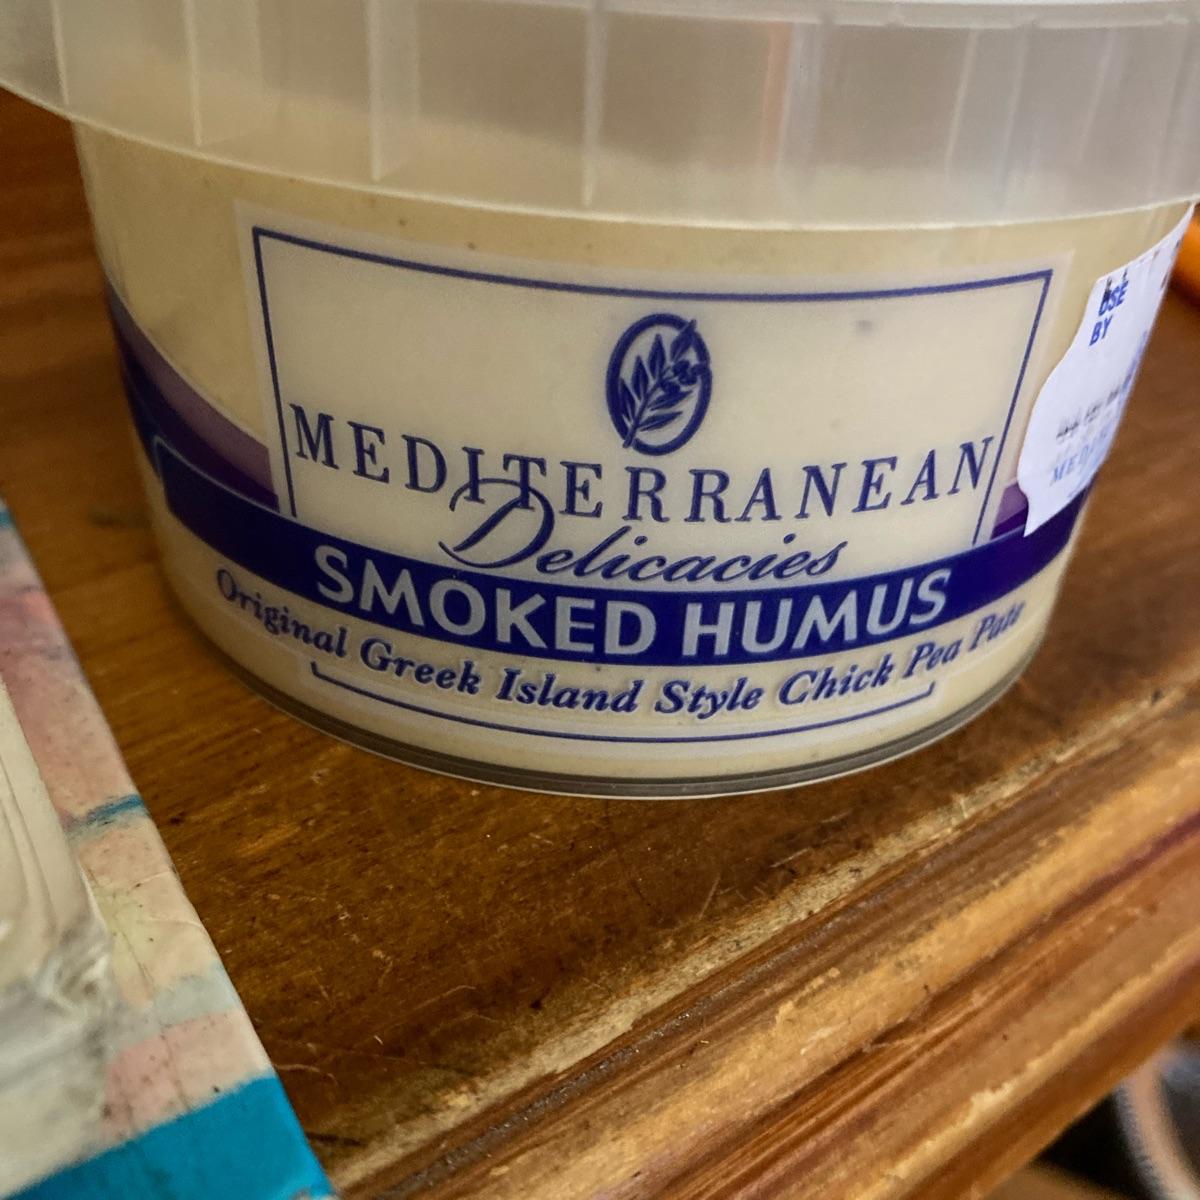 MEDITERRANEAN
Delicacies
SMOKED HUMUS
Original Greek Island Style Chick Pea Pate
USE
BY